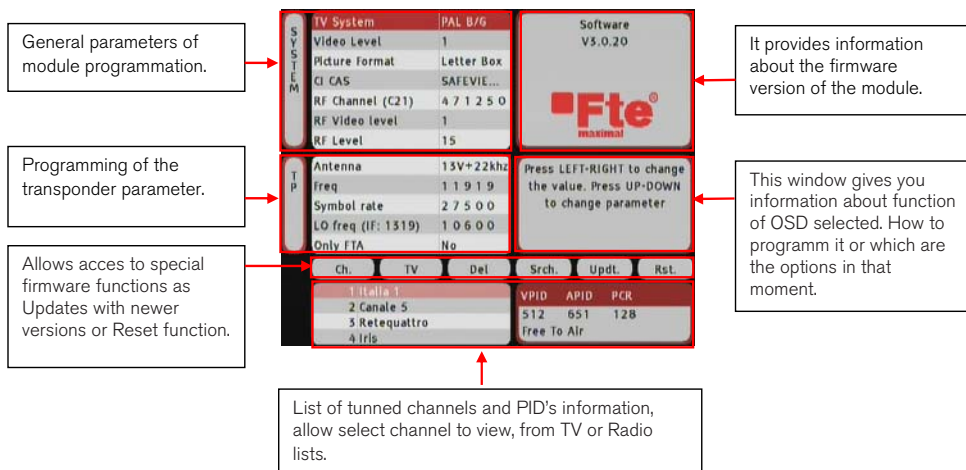 General parameters of
module programmation.
Programming of the
transponder parameter.
Allows acces to special
firmware functions as
Updates with newer
versions or Reset function.
SYSTEM
TV System PAL B/G
Video Level 1
Picture Format Letter Box
CI CAS SAFEVIE...
RF Channel (C21) 4 7 1 2 5 0
RF Video level 1
RF Level 15
Software
V3.0.20
Fte®
maximal
TP
Antenna 13V+22khz
Freq 1 1 9 1 9
Symbol rate 2 7 5 0 0
LO freq (IF: 1319) 1 0 6 0 0
Only FTA No
Press LEFT-RIGHT to change
the value. Press UP-DOWN
to change parameter
Ch. TV Del Srch. Updt. Rst.
1 Italia 1
2 Canale 5
3 Retequattro
4 Iris
VPID APID PCR
512 651 128
Free To Air
It provides information
about the firmware
version of the module.
This window gives you
information about function
of OSD selected. How to
programm it or which are
the options in that
moment.
List of tunned channels and PID's information,
allow select channel to view, from TV or Radio
lists.